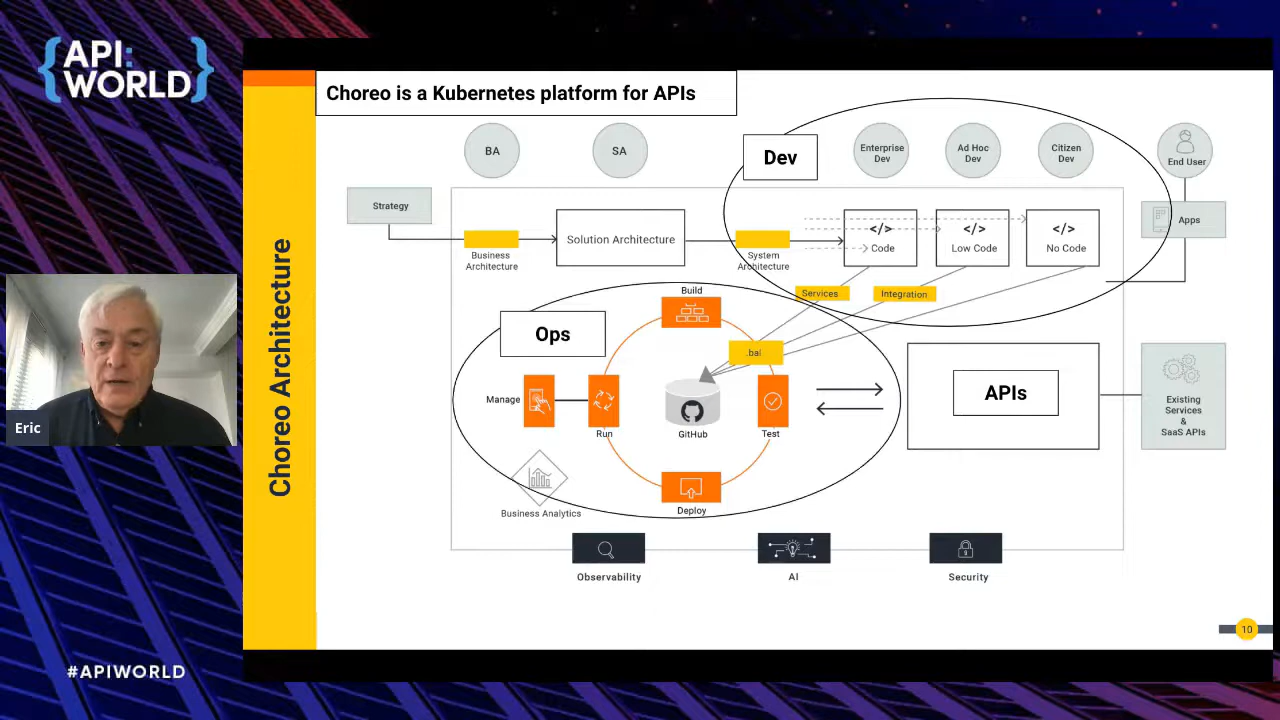 {API:
WORLD}
Choreo is a Kubernetes platform for APIs
BA
SA
Dev
Enterprise
Dev
Ad Hoc
Dev
Citizen
Dev
End User
Strategy
Business
Architecture
Solution Architecture
System
Architecture
</>
Code
</>
Low Code
</>
No Code
Apps
Services
Integration
Choreo Architecture
Ops
Build
.bal
Manage
Run
GitHub
Test
Deploy
Business Analytics
APIs
Existing
Services
&
SaaS APIs
Observability
AI
Security
Eric
10
#APIWORLD